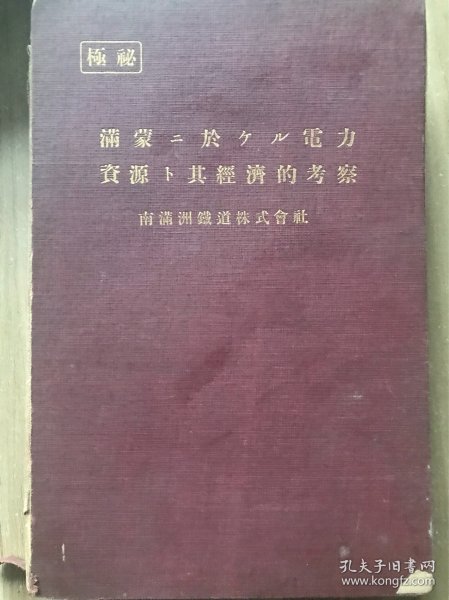 極祕
滿蒙ニ於ケル電力
資源ト其經濟的考察
南滿洲鐵道株式會社
孔夫子旧书网
www.kongfz.com